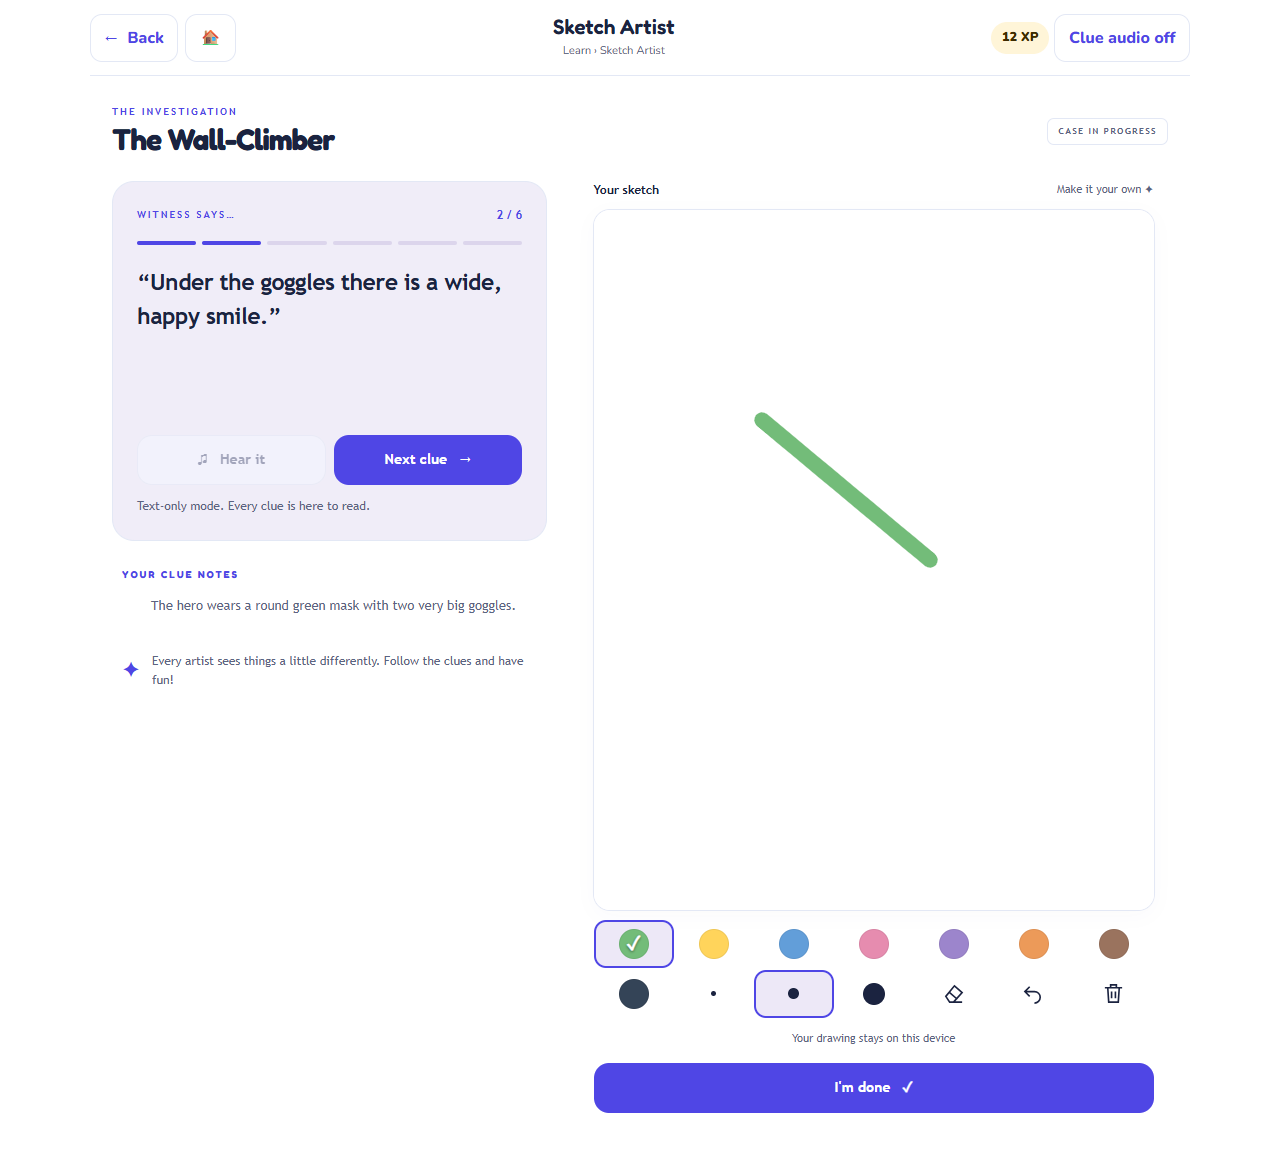 ← Back
Sketch Artist
Learn › Sketch Artist
12 XP
Clue audio off
THE INVESTIGATION
The Wall-Climber
CASE IN PROGRESS
WITNESS SAYS…
2 / 6
“Under the goggles there is a wide,
happy smile.”
♫ Hear it
Next clue →
Text-only mode. Every clue is here to read.
YOUR CLUE NOTES
The hero wears a round green mask with two very big goggles.
Every artist sees things a little differently. Follow the clues and have
fun!
Your sketch
Make it your own ✦
Your drawing stays on this device
I'm done ✓